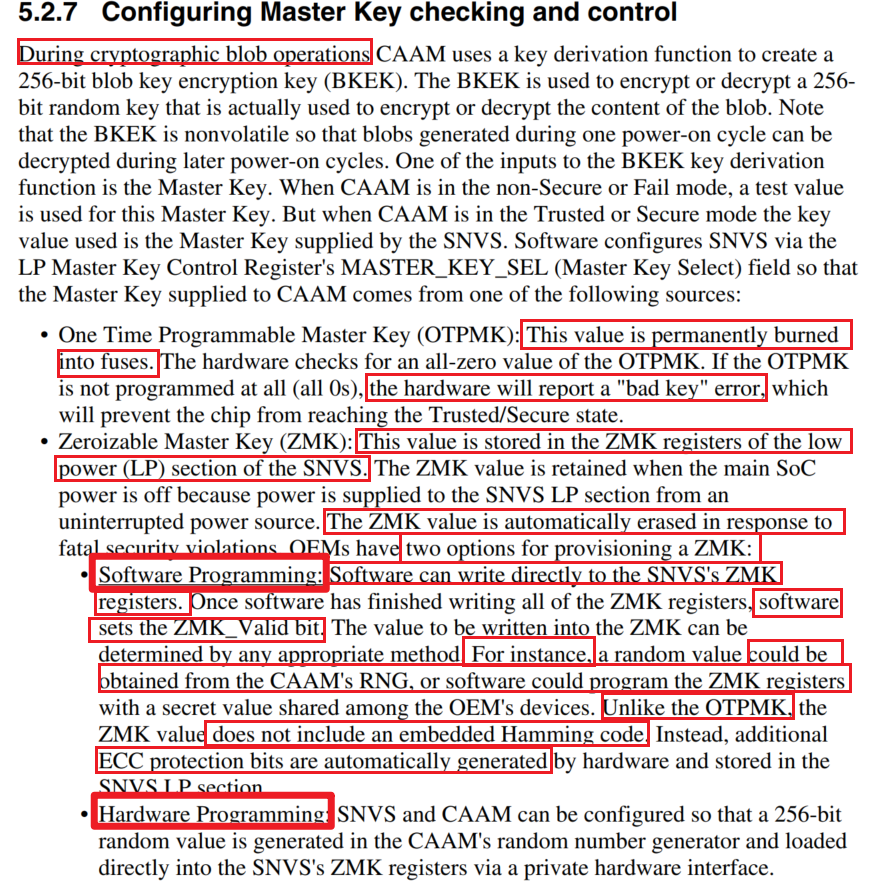 5.2.7 Configuring Master Key checking and control
During cryptographic blob operations CAAM uses a key derivation function to create a
256-bit blob key encryption key (BKEK). The BKEK is used to encrypt or decrypt a 256-
bit random key that is actually used to encrypt or decrypt the content of the blob. Note
that the BKEK is nonvolatile so that blobs generated during one power-on cycle can be
decrypted during later power-on cycles. One of the inputs to the BKEK key derivation
function is the Master Key. When CAAM is in the non-Secure or Fail mode, a test value
is used for this Master Key. But when CAAM is in the Trusted or Secure mode the key
value used is the Master Key supplied by the SNVS. Software configures SNVS via the
LP Master Key Control Register's MASTER_KEY_SEL (Master Key Select) field so that
the Master Key supplied to CAAM comes from one of the following sources:
• One Time Programmable Master Key (OTPMK): This value is permanently burned
into fuses. The hardware checks for an all-zero value of the OTPMK. If the OTPMK
is not programmed at all (all 0s), the hardware will report a "bad key" error, which
will prevent the chip from reaching the Trusted/Secure state.
• Zeroizable Master Key (ZMK): This value is stored in the ZMK registers of the low
power (LP) section of the SNVS. The ZMK value is retained when the main SoC
power is off because power is supplied to the SNVS LP section from an
uninterrupted power source. The ZMK value is automatically erased in response to
fatal security violations. OEMs have two options for provisioning a ZMK:
• Software Programming: Software can write directly to the SNVS's ZMK
registers. Once software has finished writing all of the ZMK registers, software
sets the ZMK_Valid bit. The value to be written into the ZMK can be
determined by any appropriate method. For instance, a random value could be
obtained from the CAAM's RNG, or software could program the ZMK registers
with a secret value shared among the OEM's devices. Unlike the OTPMK, the
ZMK value does not include an embedded Hamming code. Instead, additional
ECC protection bits are automatically generated by hardware and stored in the
SNVS LP section.
• Hardware Programming: SNVS and CAAM can be configured so that a 256-bit
random value is generated in the CAAM's random number generator and loaded
directly into the SNVS's ZMK registers via a private hardware interface.